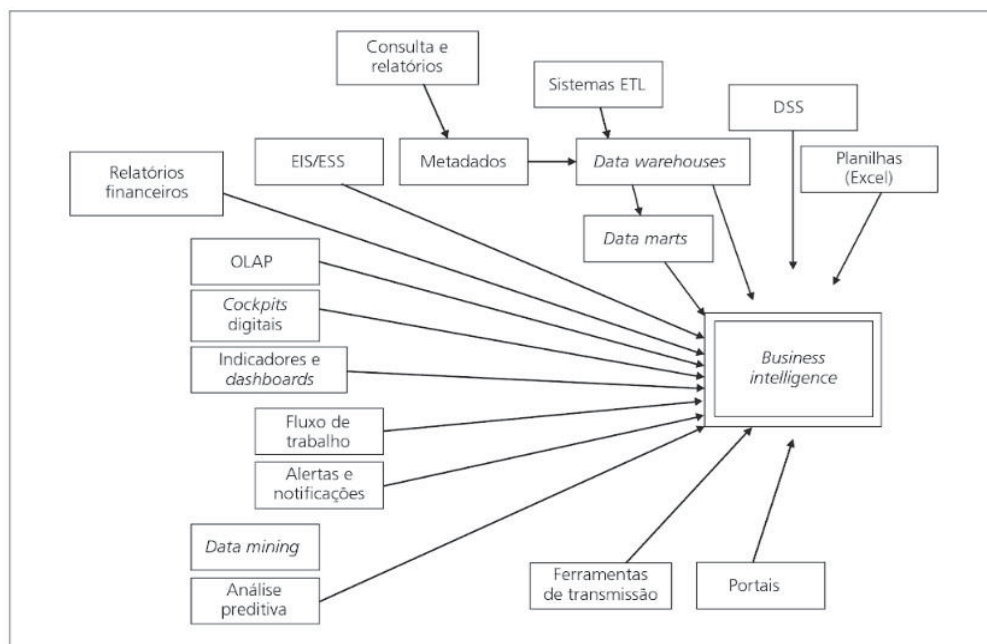 Consulta e
relatórios
Sistemas ETL
DSS
EIS/ESS
Metadados
Data warehouses
Planilhas
(Excel)
Relatórios
financeiros
Data marts
OLAP
Cockpits
digitais
Indicadores e
dashboards
Business
intelligence
Fluxo de
trabalho
Alertas e
notificações
Data mining
Análise
preditiva
Ferramentas
de transmissão
Portais